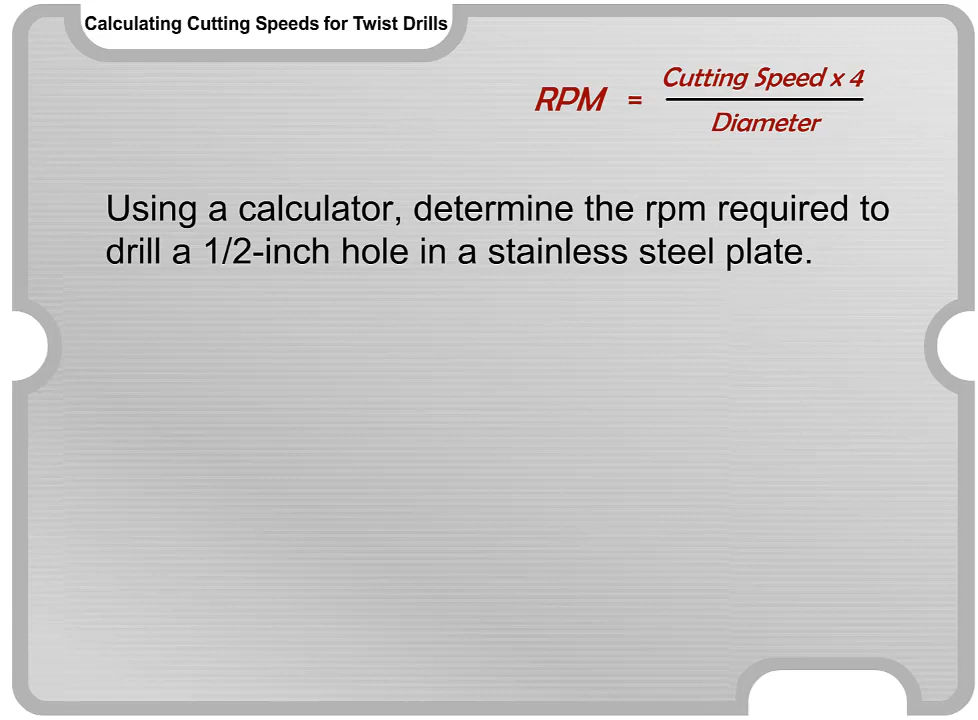 Calculating Cutting Speeds for Twist Drills
RPM = Cutting Speed x 4
Diameter
Using a calculator, determine the rpm required to
drill a 1/2-inch hole in a stainless steel plate.